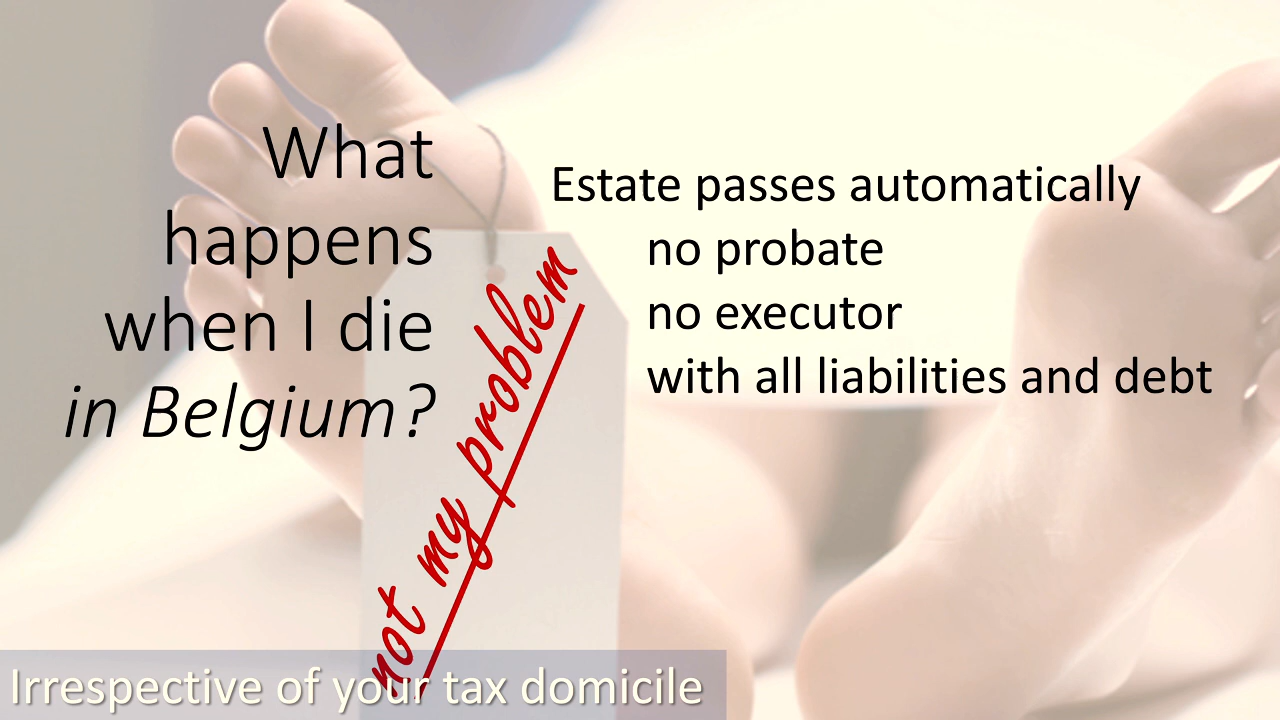 What
happens
when I die
in Belgium?
not my problem
Estate passes automatically
no probate
no executor
with all liabilities and debt
Irrespective of your tax domicile